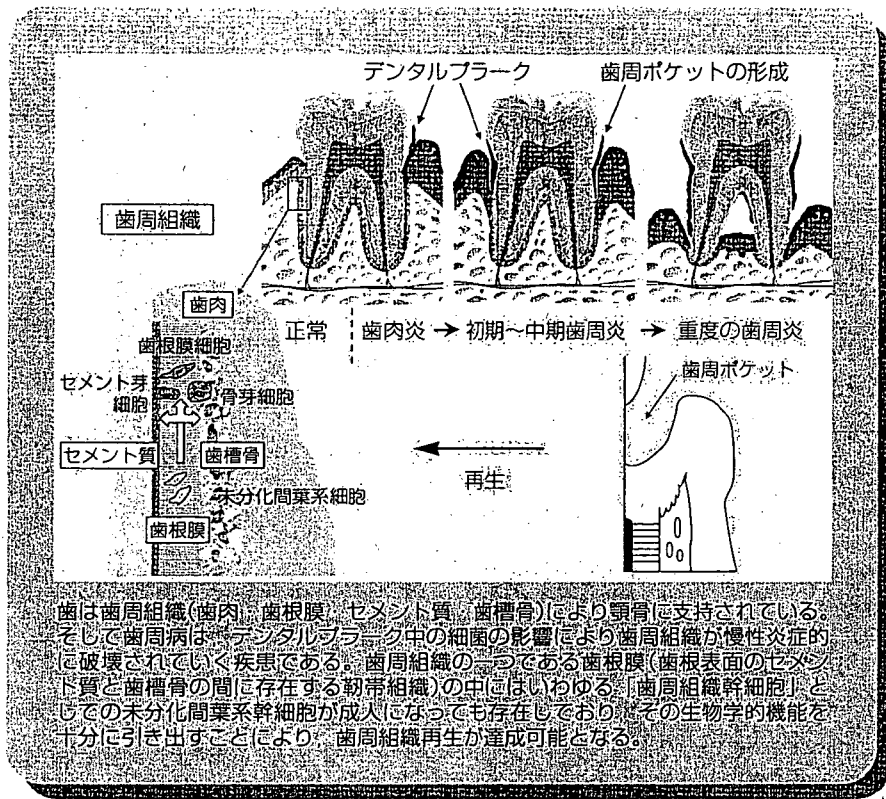 デンタルプラーク
歯周ポケットの形成
歯周組織
歯肉
正常
歯肉炎
初期～中期歯周炎
重度の歯周炎
歯根膜細胞
歯周ポケット
セメント芽
細胞
骨芽細胞
セメント質
歯槽骨
再生
未分化間葉系細胞
歯根膜
歯は歯周組織(歯肉、歯根膜、セメント質、歯槽骨)により顎骨に支持されている。
そして歯周病は、デンタルプラーク中の細菌の影響により歯周組織が慢性炎症的
に破壊されていく疾患である。歯周組織の一つである歯根膜(歯根表面のセメン
ト質と歯槽骨の間に存在する靭帯組織)の中にはいわゆる「歯周組織幹細胞」と
しての未分化間葉系幹細胞が成人になっても存在しており、その生物学的機能を
十分に引き出すことにより、歯周組織再生が達成可能となる。